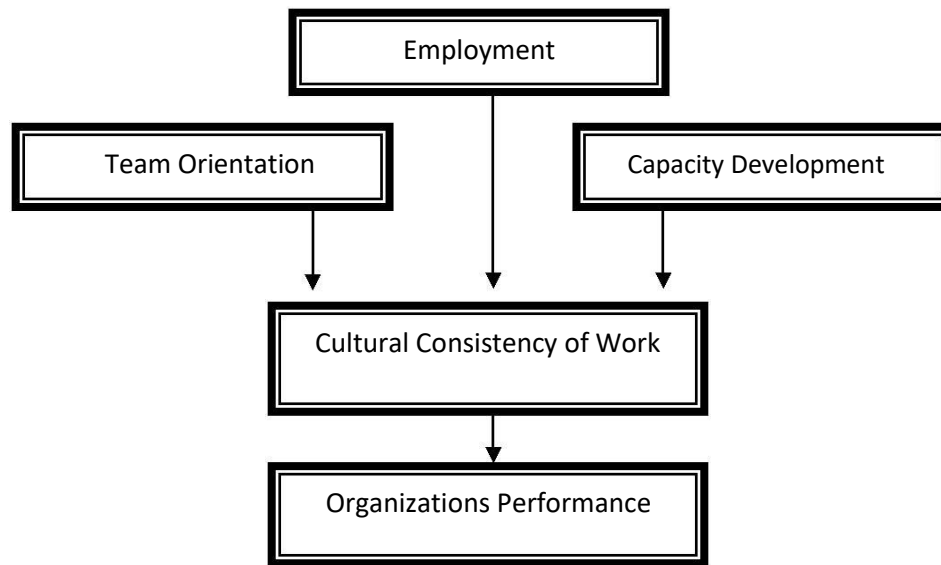 Employment
Team Orientation
Capacity Development
Cultural Consistency of Work
Organizations Performance